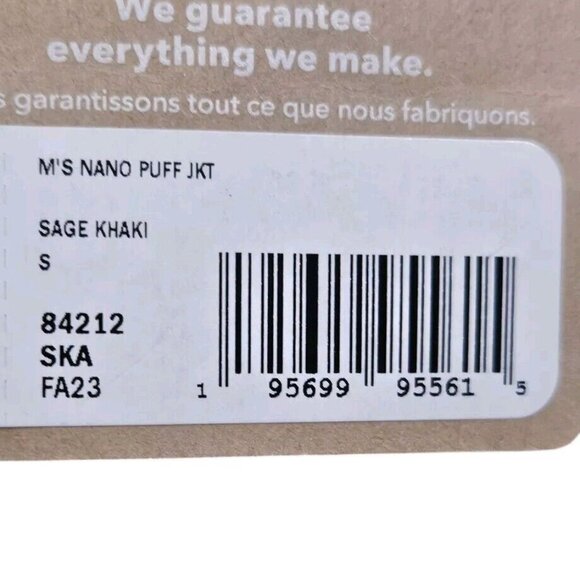 We guarantee
everything we make.
s garantissons tout ce que nous fabriquons.
M'S NANO PUFF JKT
SAGE KHAKI
S
84212
SKA
FA23
1 95699 95561 5